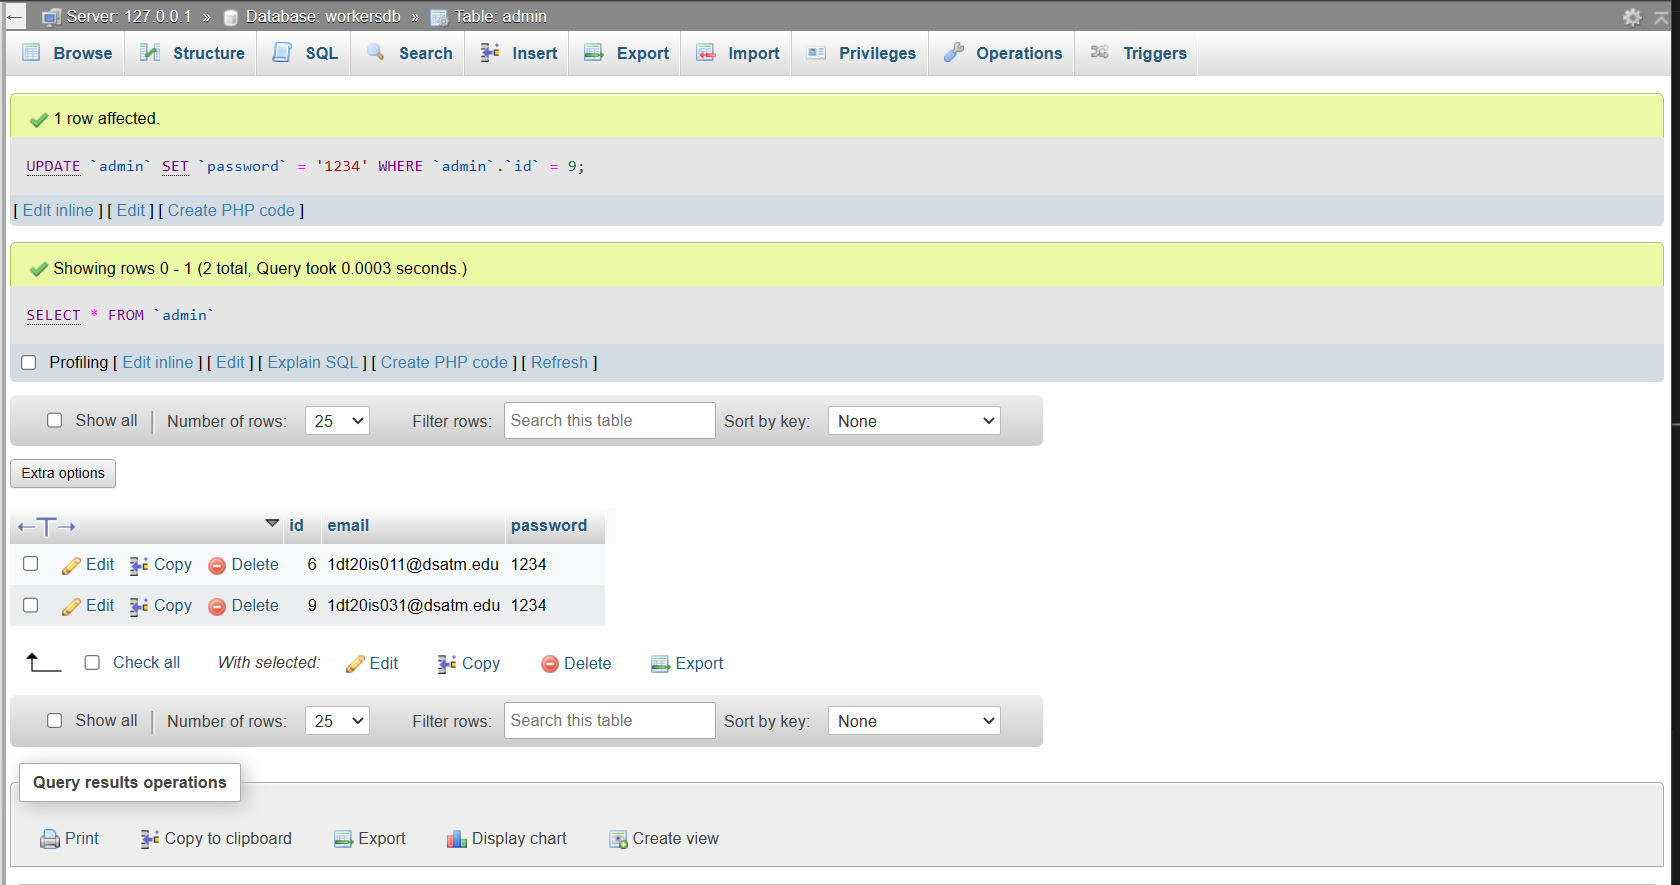 Server: 127.0.0.1 » Database: workersdb » Table: admin
Browse Structure SQL Search Insert Export Import Privileges Operations Triggers
1 row affected.
UPDATE `admin` SET `password` = '1234' WHERE `admin`.`id` = 9;
[ Edit inline ] [ Edit ] [ Create PHP code ]
Showing rows 0 - 1 (2 total, Query took 0.0003 seconds.)
SELECT * FROM `admin`
Profiling [ Edit inline ] [ Edit ] [ Explain SQL ] [ Create PHP code ] [ Refresh ]
Show all Number of rows: 25 Filter rows: Search this table Sort by key: None
Extra options
id email password
Edit Copy Delete 6 1dt20is011@dsatm.edu 1234
Edit Copy Delete 9 1dt20is031@dsatm.edu 1234
Check all With selected: Edit Copy Delete Export
Show all Number of rows: 25 Filter rows: Search this table Sort by key: None
Query results operations
Print Copy to clipboard Export Display chart Create view